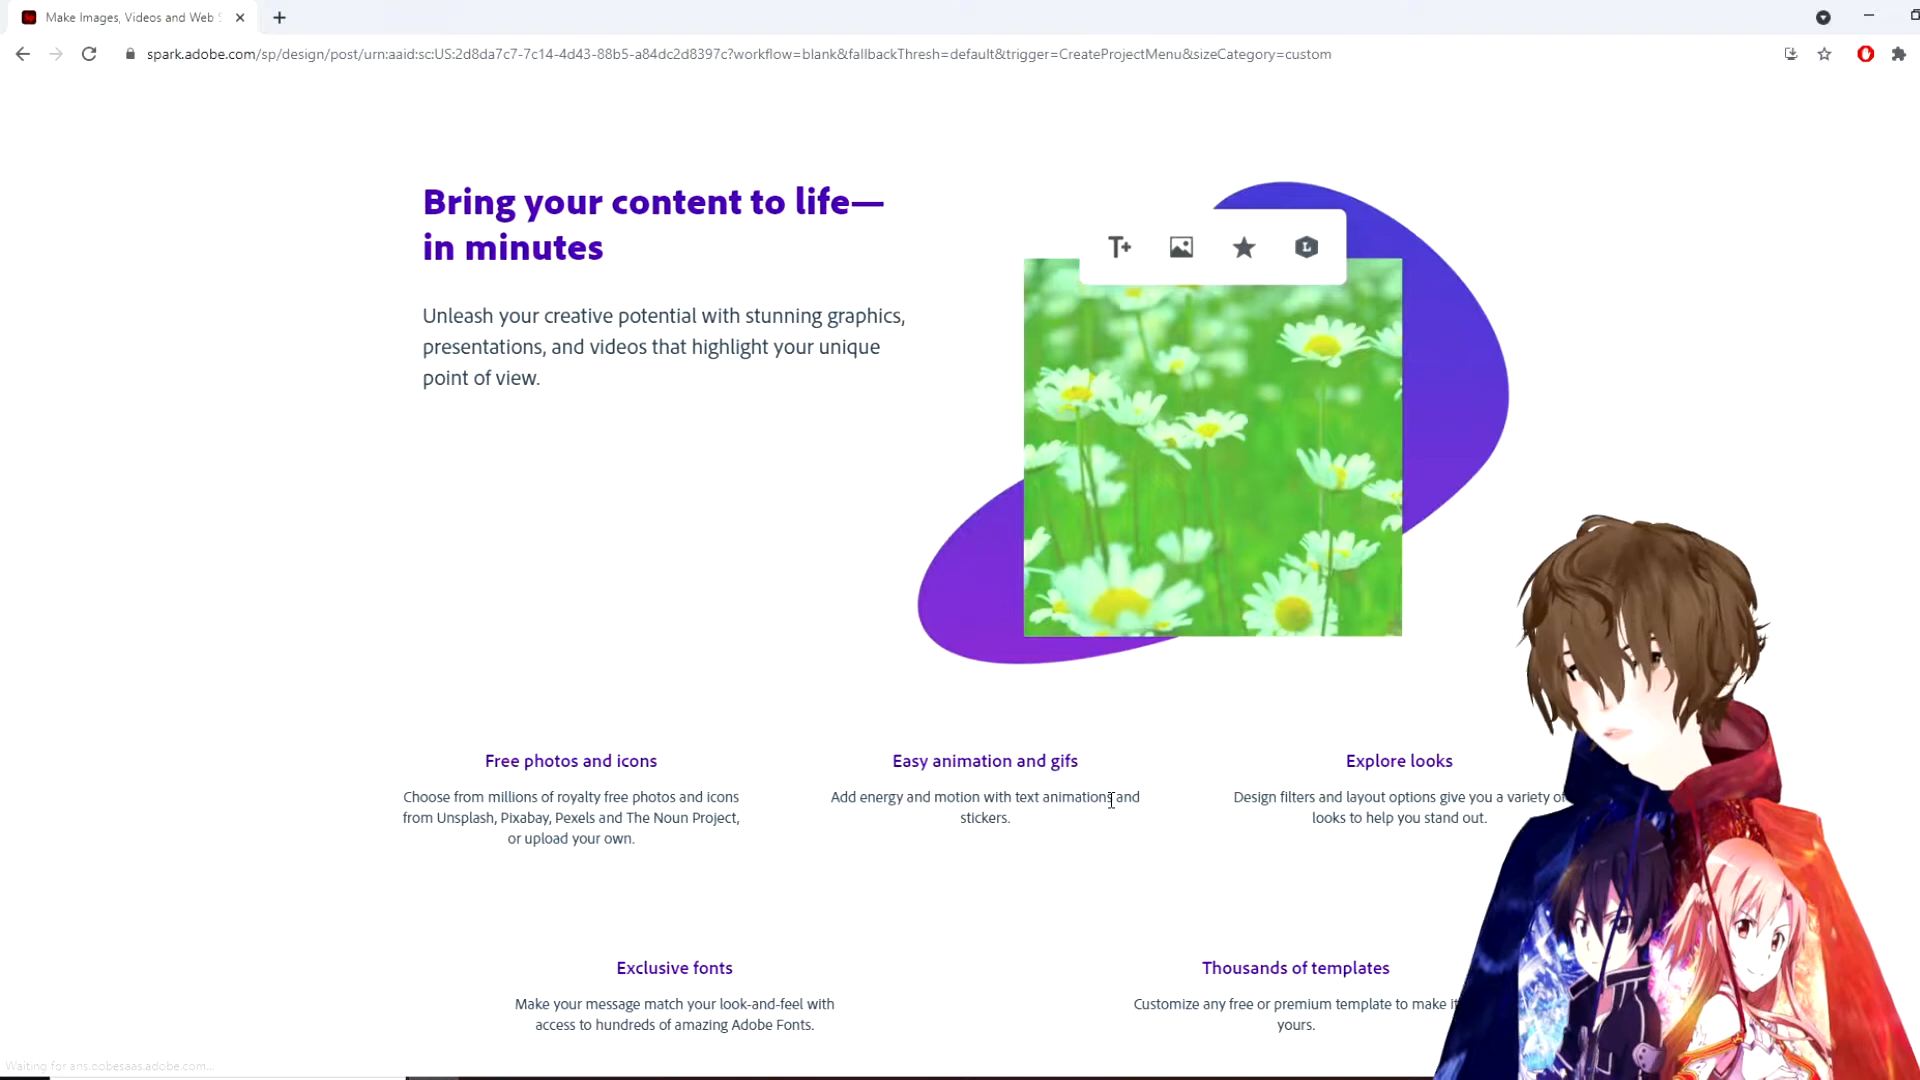 Make Images, Videos and Web
spark.adobe.com/sp/design/post/urn:aaid:sc:US:2d8da7c7-7c14-4d43-88b5-a84dc2d8397c?workflow=blank&fallbackThresh=default&trigger=CreateProjectMenu&sizeCategory=custom
Bring your content to life—
in minutes
T+
L
Unleash your creative potential with stunning graphics,
presentations, and videos that highlight your unique
point of view.
Free photos and icons
Choose from millions of royalty free photos and icons
from Unsplash, Pixabay, Pexels and The Noun Project,
or upload your own.
Easy animation and gifs
Add energy and motion with text animations and
stickers.
Explore looks
Design filters and layout options give you a variety of
looks to help you stand out.
Exclusive fonts
Make your message match your look-and-feel with
access to hundreds of amazing Adobe Fonts.
Thousands of templates
Customize any free or premium template to make it
yours.
Waiting for ans.oobesaas.adobe.com...